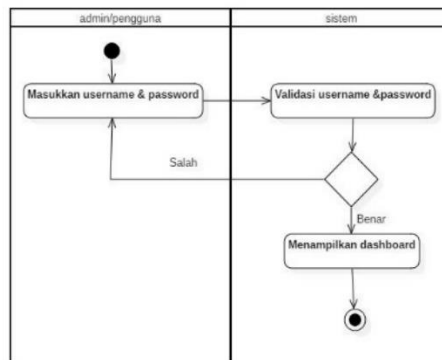 admin/pengguna
sistem
Masukkan username & password
Validasi username &password
Salah
Benar
Menampilkan dashboard